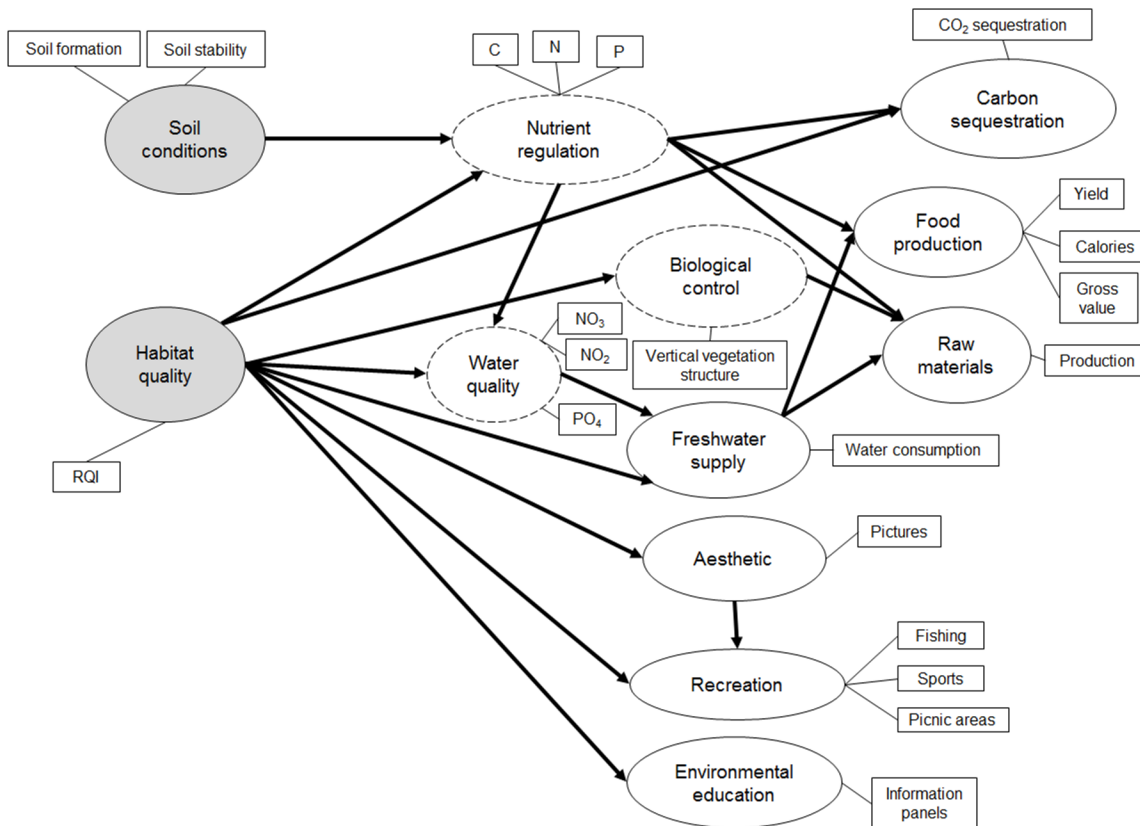 CO₂ sequestration
Soil formation
Soil stability
C
N
P
Carbon
sequestration
Soil
conditions
Nutrient
regulation
Yield
Food
production
Calories
Biological
control
Gross
value
NO₃
NO₂
Habitat
quality
Water
quality
Vertical vegetation
structure
Raw
materials
Production
PO₄
Freshwater
supply
Water consumption
RQI
Aesthetic
Pictures
Fishing
Recreation
Sports
Picnic areas
Environmental
education
Information
panels